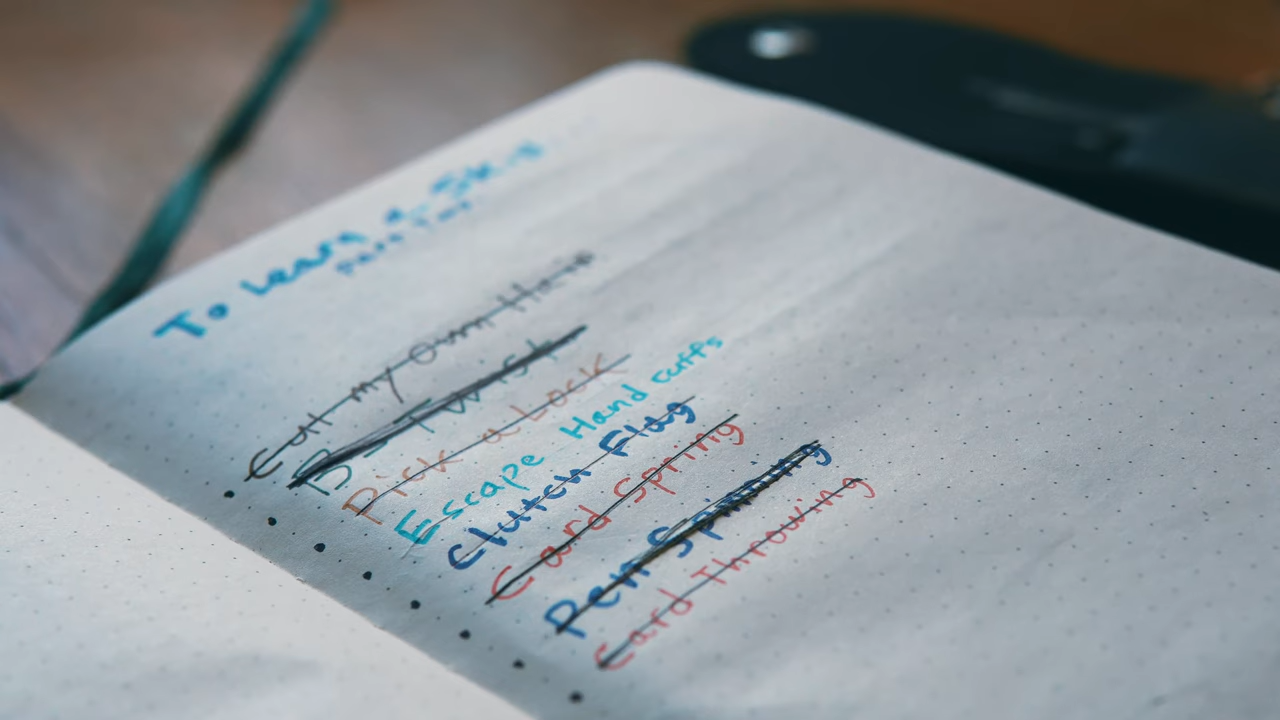 To Learn a Skill
Cut my Own Hair
Pick a Lock
Escape Hand cuffs
Clutch Flag
Card Spring
Pen Spinning
Card Throwing